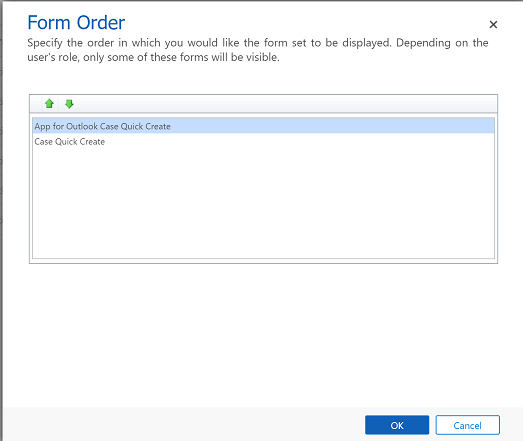 Form Order
Specify the order in which you would like the form set to be displayed. Depending on the
user's role, only some of these forms will be visible.
App for Outlook Case Quick Create
Case Quick Create
OK
Cancel